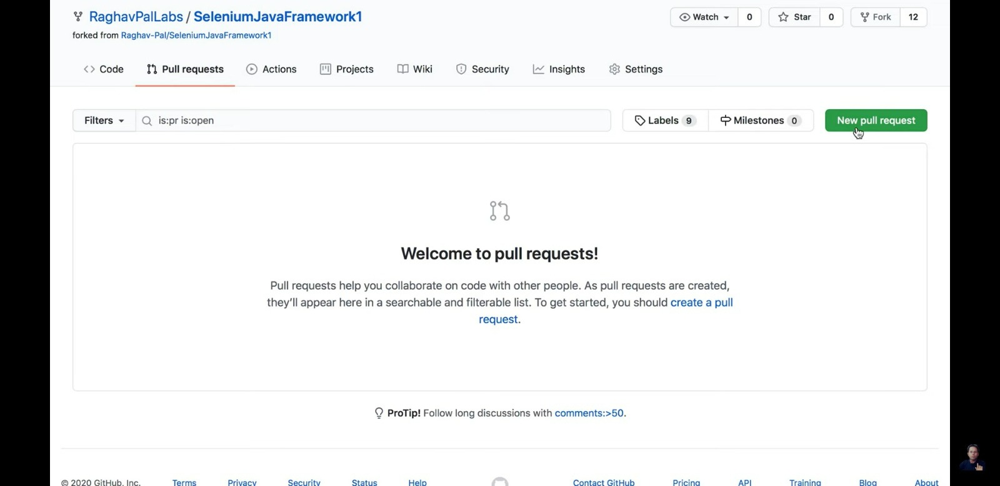 RaghavPalLabs / SeleniumJavaFramework1
Watch 0 Star 0 Fork 12
forked from Raghav-Pal/SeleniumJavaFramework1
Code Pull requests Actions Projects Wiki Security Insights Settings
Filters is:pr is:open Labels 9 Milestones 0 New pull request
Welcome to pull requests!
Pull requests help you collaborate on code with other people. As pull requests are created,
they'll appear here in a searchable and filterable list. To get started, you should create a pull
request.
ProTip! Follow long discussions with comments:>50.
© 2020 GitHub, Inc. Terms Privacy Security Status Help Contact GitHub Pricing API Training Blog About